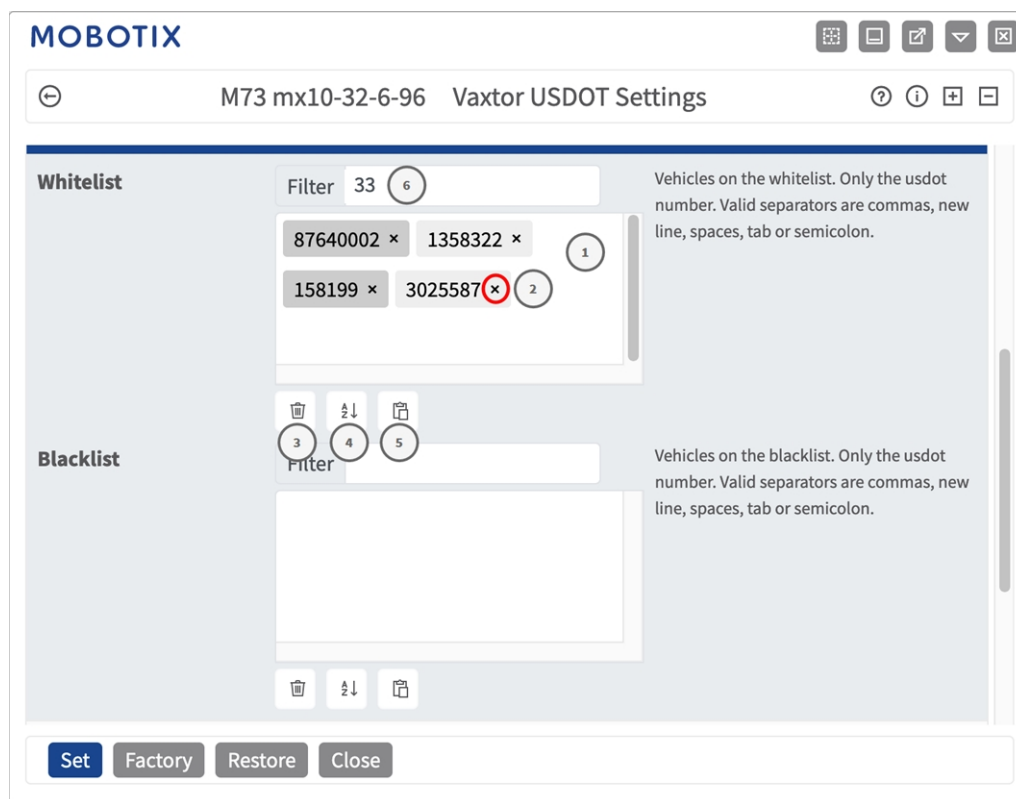 MOBOTIX
M73 mx10-32-6-96 Vaxtor USDOT Settings
Whitelist
Filter 33 6
Vehicles on the whitelist. Only the usdot
number. Valid separators are commas, new
line, spaces, tab or semicolon.
87640002 × 1358322 × 1
158199 × 3025587 × 2
3 4 5
Blacklist
Filter
Vehicles on the blacklist. Only the usdot
number. Valid separators are commas, new
line, spaces, tab or semicolon.
Set Factory Restore Close